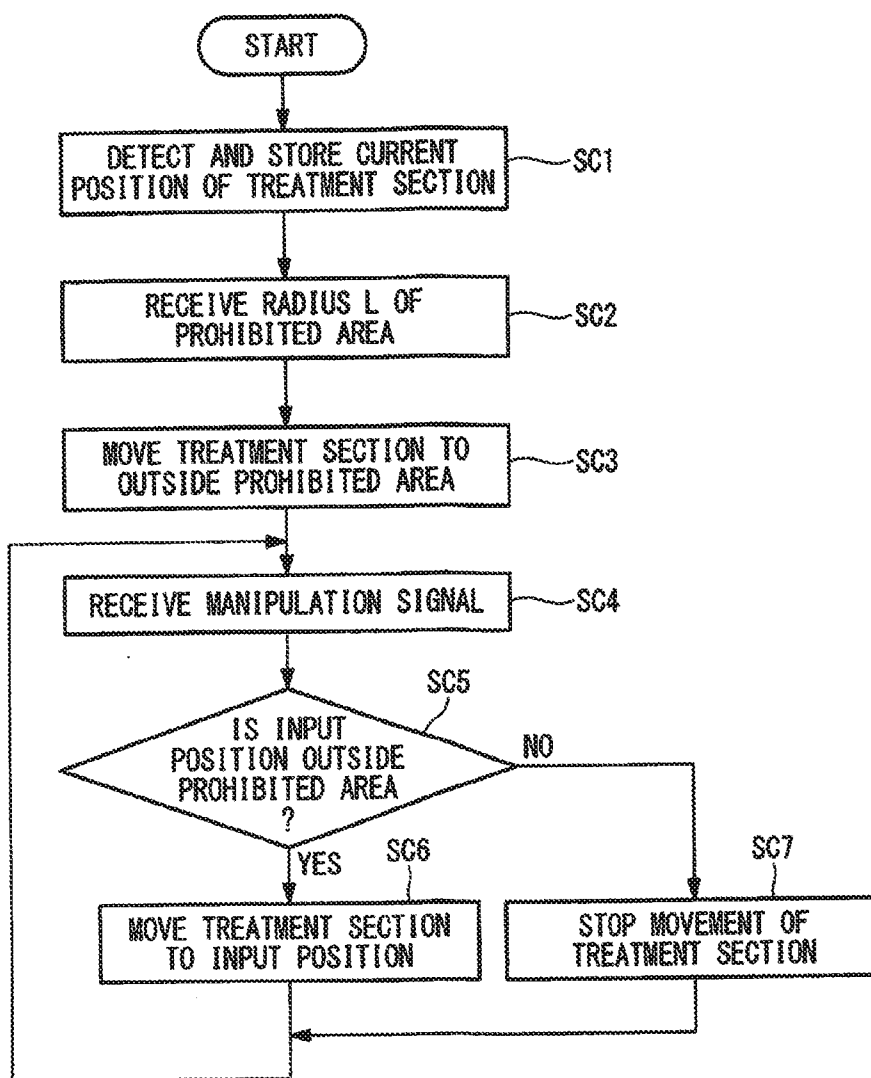 START
DETECT AND STORE CURRENT
POSITION OF TREATMENT SECTION
SC1
RECEIVE RADIUS L OF
PROHIBITED AREA
SC2
MOVE TREATMENT SECTION TO
OUTSIDE PROHIBITED AREA
SC3
RECEIVE MANIPULATION SIGNAL
SC4
SC5
IS INPUT
POSITION OUTSIDE
PROHIBITED AREA
?
NO
YES
SC6
MOVE TREATMENT SECTION
TO INPUT POSITION
SC7
STOP MOVEMENT OF
TREATMENT SECTION